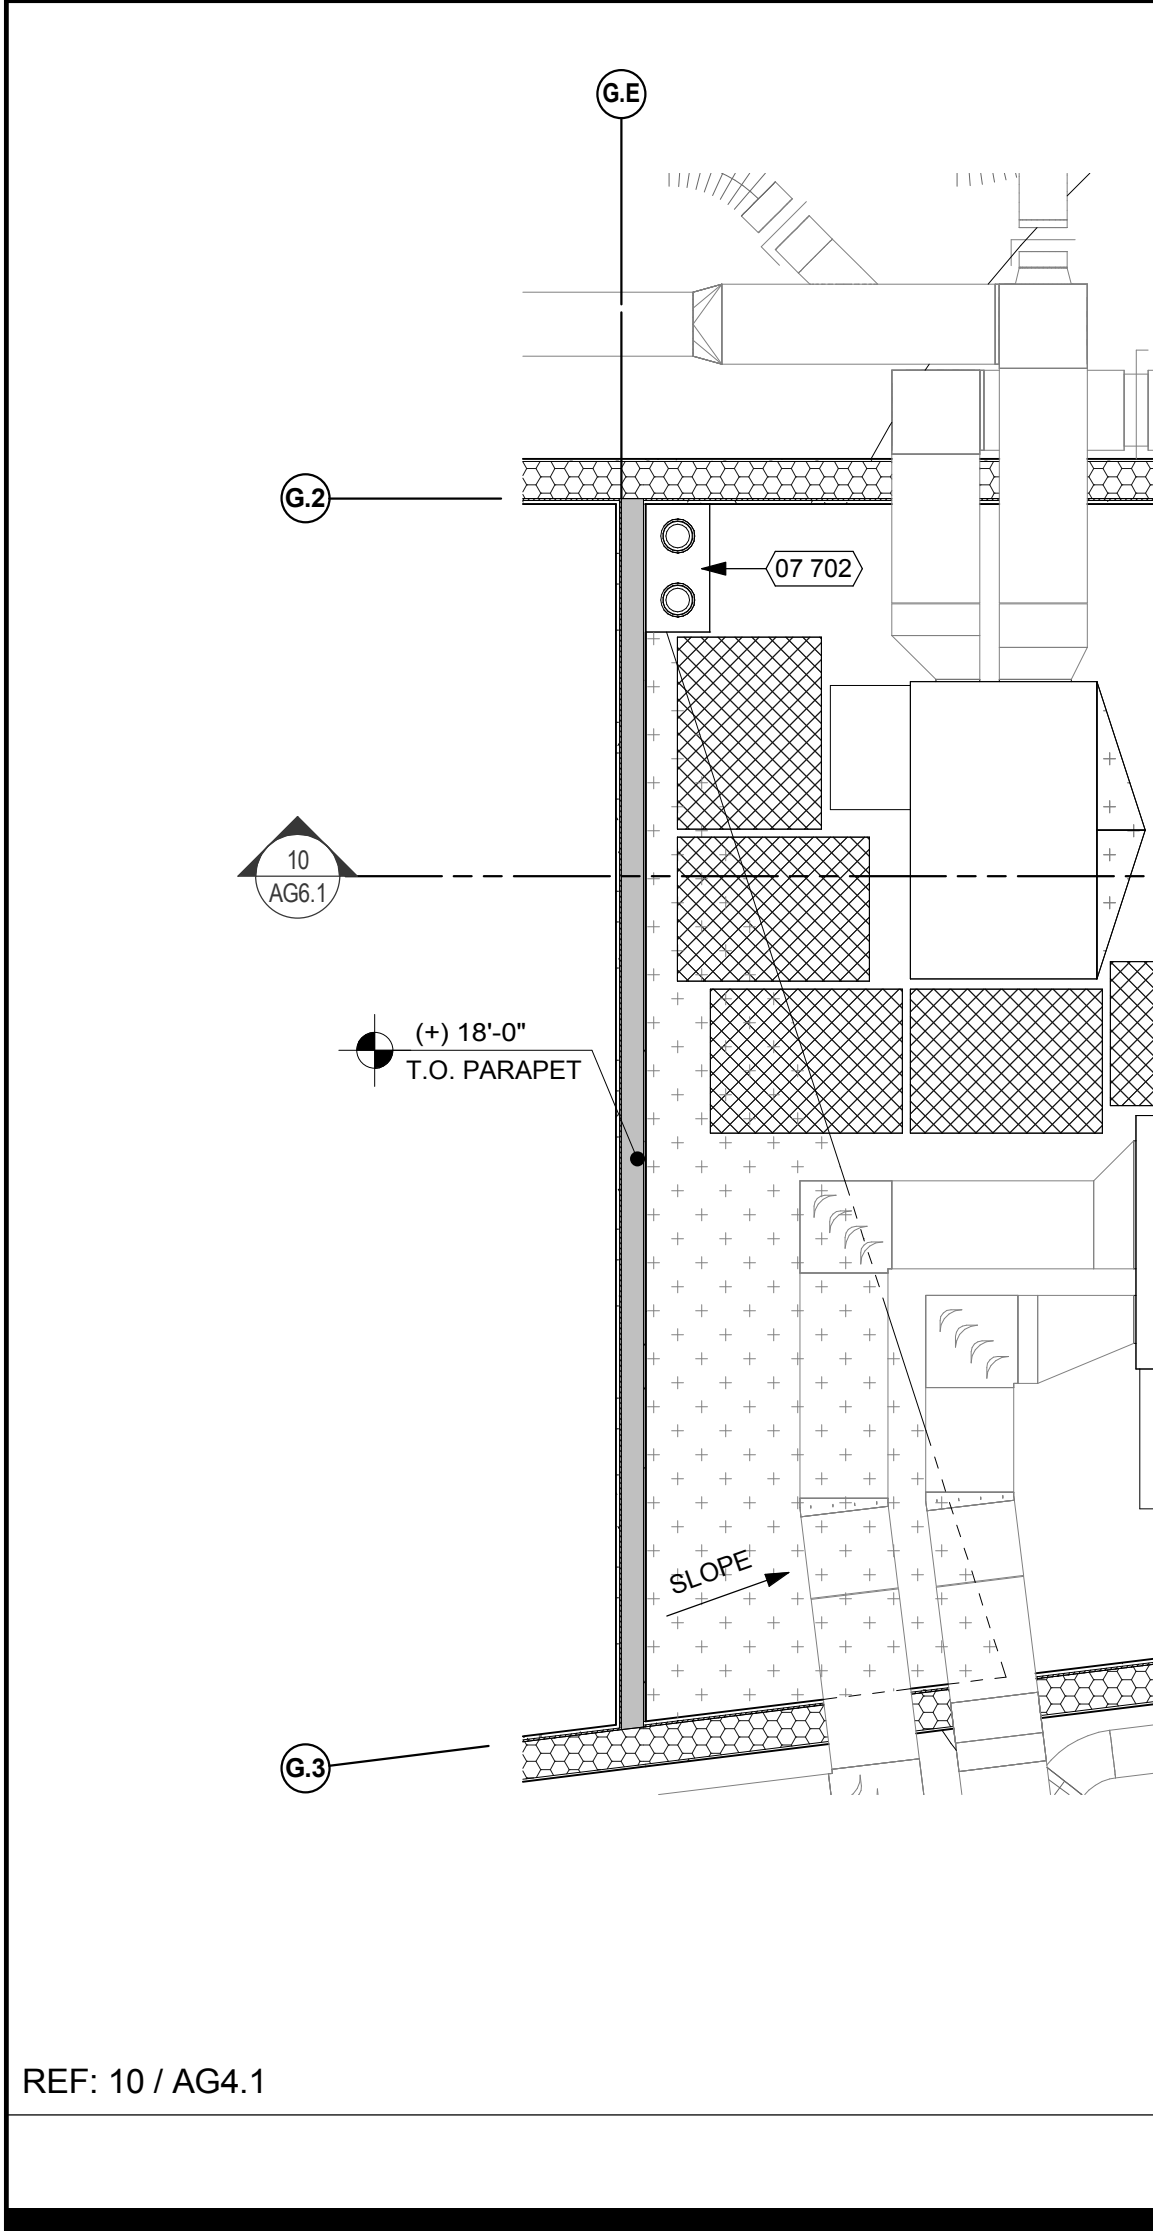 G.E
G.2
07 702
10
AG6.1
(+) 18'-0"
T.O. PARAPET
SLOPE
G.3
REF: 10 / AG4.1